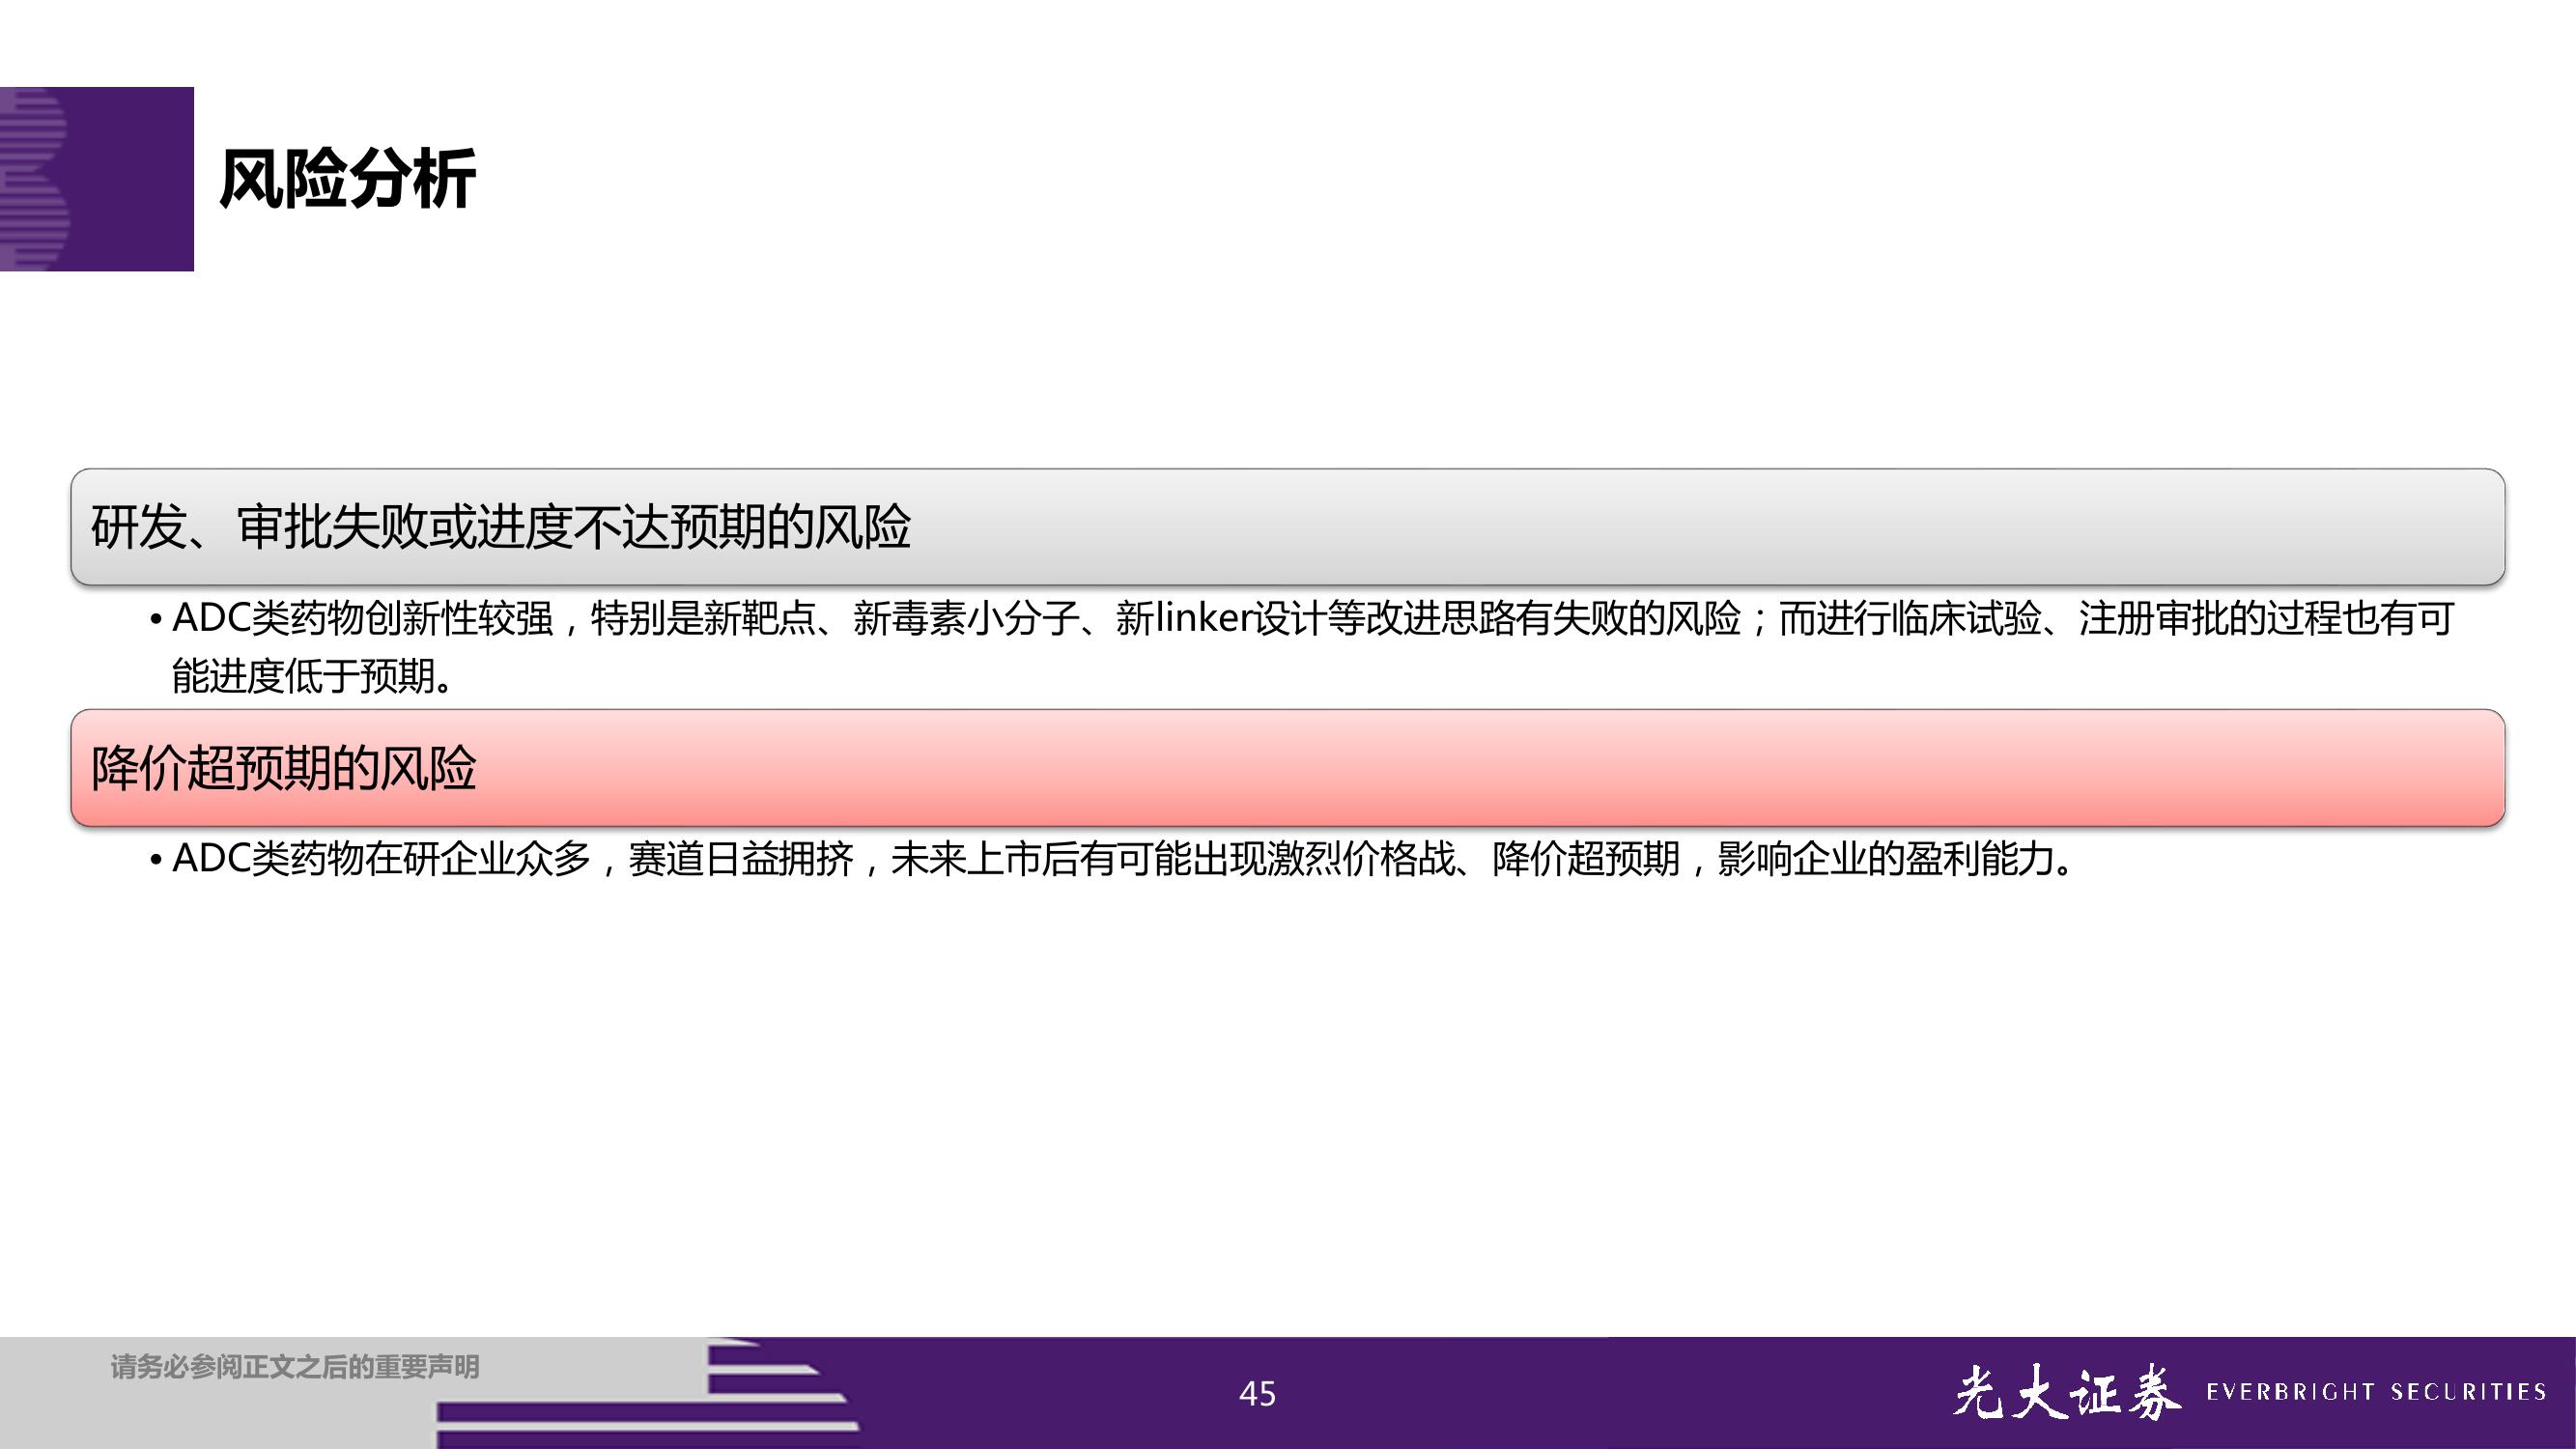 风险分析
研发、审批失败或进度不达预期的风险
• ADC类药物创新性较强，特别是新靶点、新毒素小分子、新linker设计等改进思路有失败的风险；而进行临床试验、注册审批的过程也有可
能进度低于预期。
降价超预期的风险
• ADC类药物在研企业众多，赛道日益拥挤，未来上市后有可能出现激烈价格战、降价超预期，影响企业的盈利能力。
请务必参阅正文之后的重要声明
45
光大证券 EVERBRIGHT SECURITIES